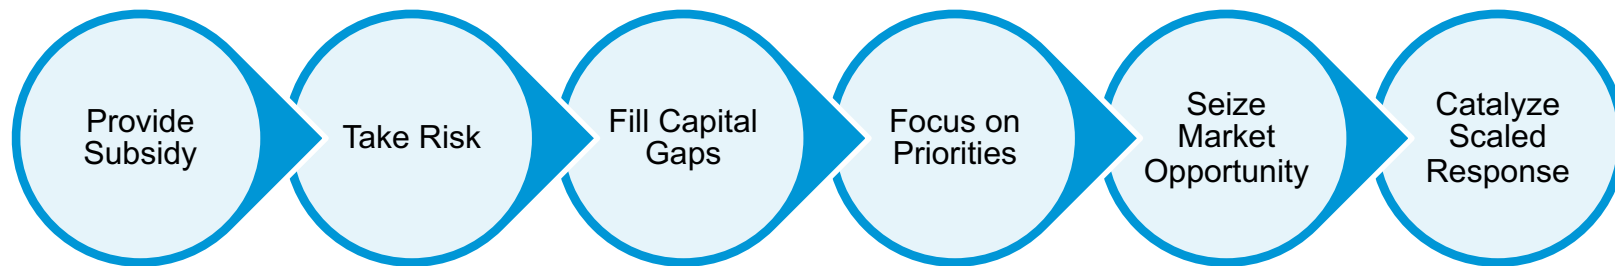 Provide
Subsidy
Take Risk
Fill Capital
Gaps
Focus on
Priorities
Seize
Market
Opportunity
Catalyze
Scaled
Response